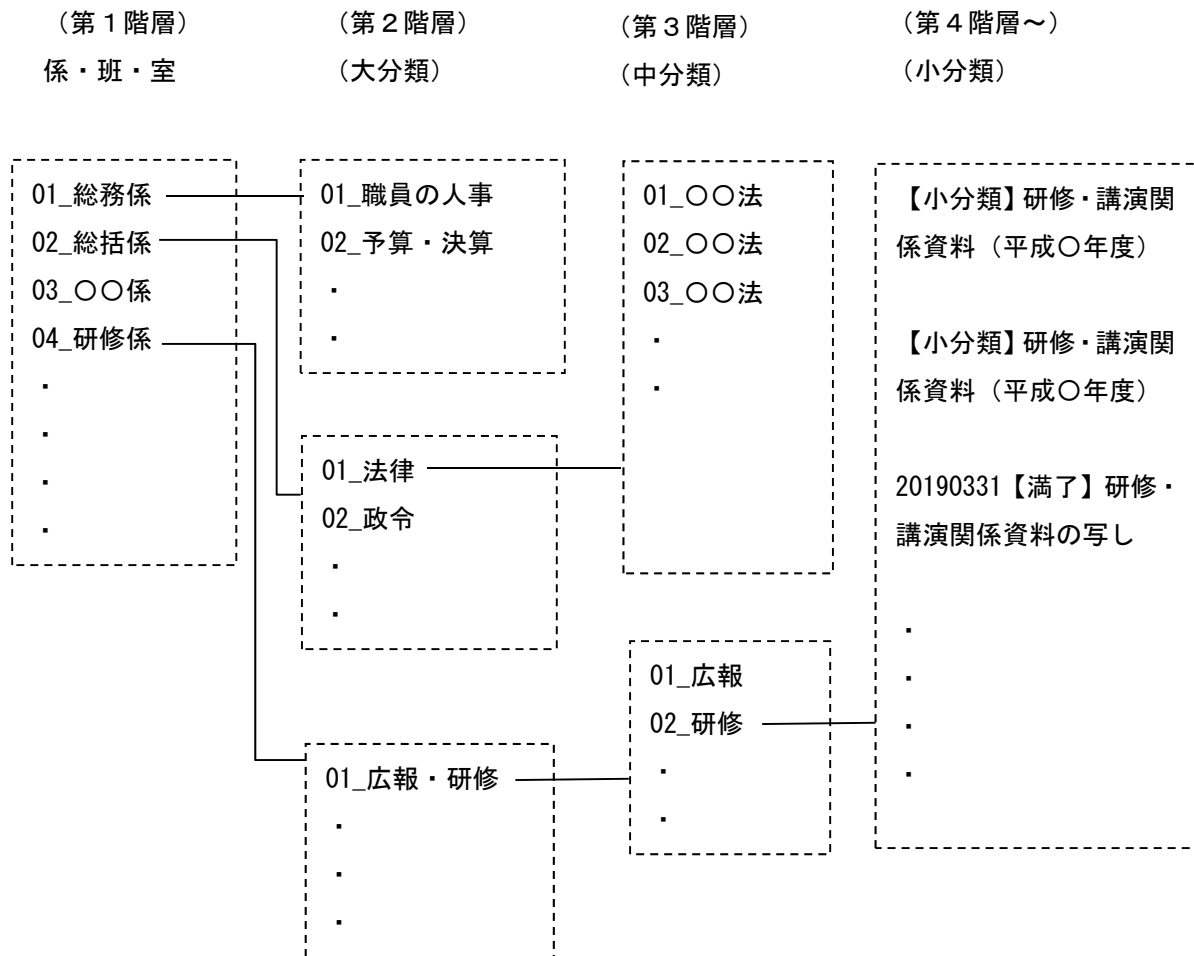 （第１階層）
係・班・室
（第２階層）
（大分類）
（第３階層）
（中分類）
（第４階層～）
（小分類）
01_総務係
02_総括係
03_〇〇係
04_研修係
・
・
・
・
01_職員の人事
02_予算・決算
・
・
01_法律
02_政令
・
・
01_広報・研修
・
・
・
01_〇〇法
02_〇〇法
03_〇〇法
・
・
01_広報
02_研修
・
・
【小分類】研修・講演関
係資料（平成〇年度）
【小分類】研修・講演関
係資料（平成〇年度）
20190331【満了】研修・
講演関係資料の写し
・
・
・
・